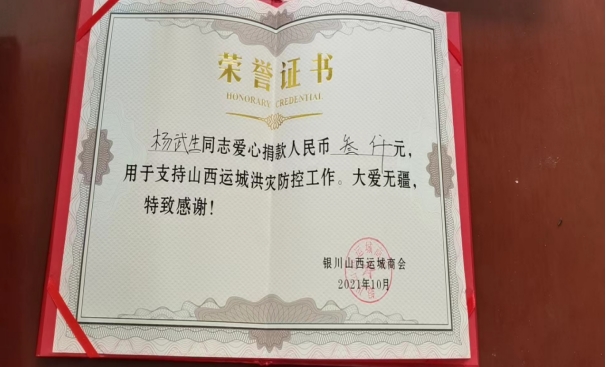 荣誉证书
HONORARY CREDENTIAL
杨武生同志爱心捐款人民币 叁仟元，
用于支持山西运城洪灾防控工作。大爱无疆，
特致感谢！
银川山西运城商会
2021年10月